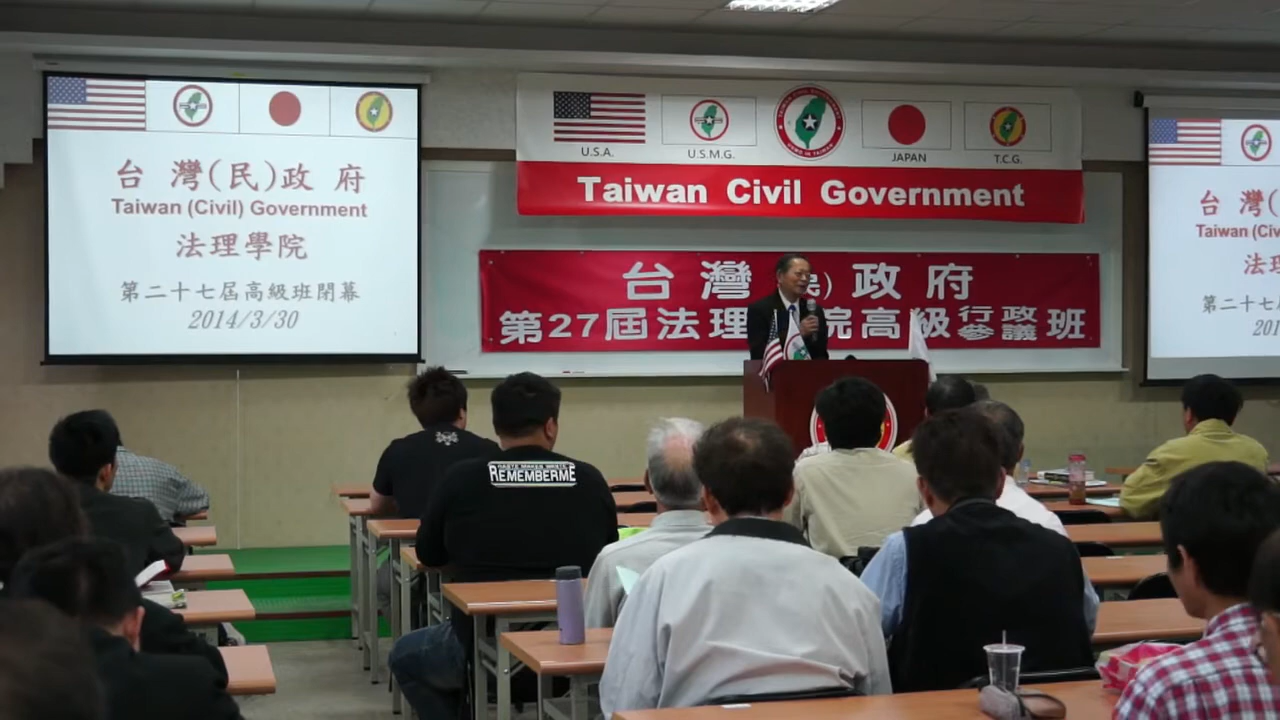 台 灣(民)政 府
Taiwan (Civil) Government
法理學院
第二十七屆高級班閉幕
2014/3/30
U.S.A.
U.S.M.G.
JAPAN
T.C.G.
Taiwan Civil Government
台 灣 民) 政 府
第27屆法理 院高級行政參議班
REMEMBERME
台 灣(
Taiwan (Civ
法理
第二十七
201